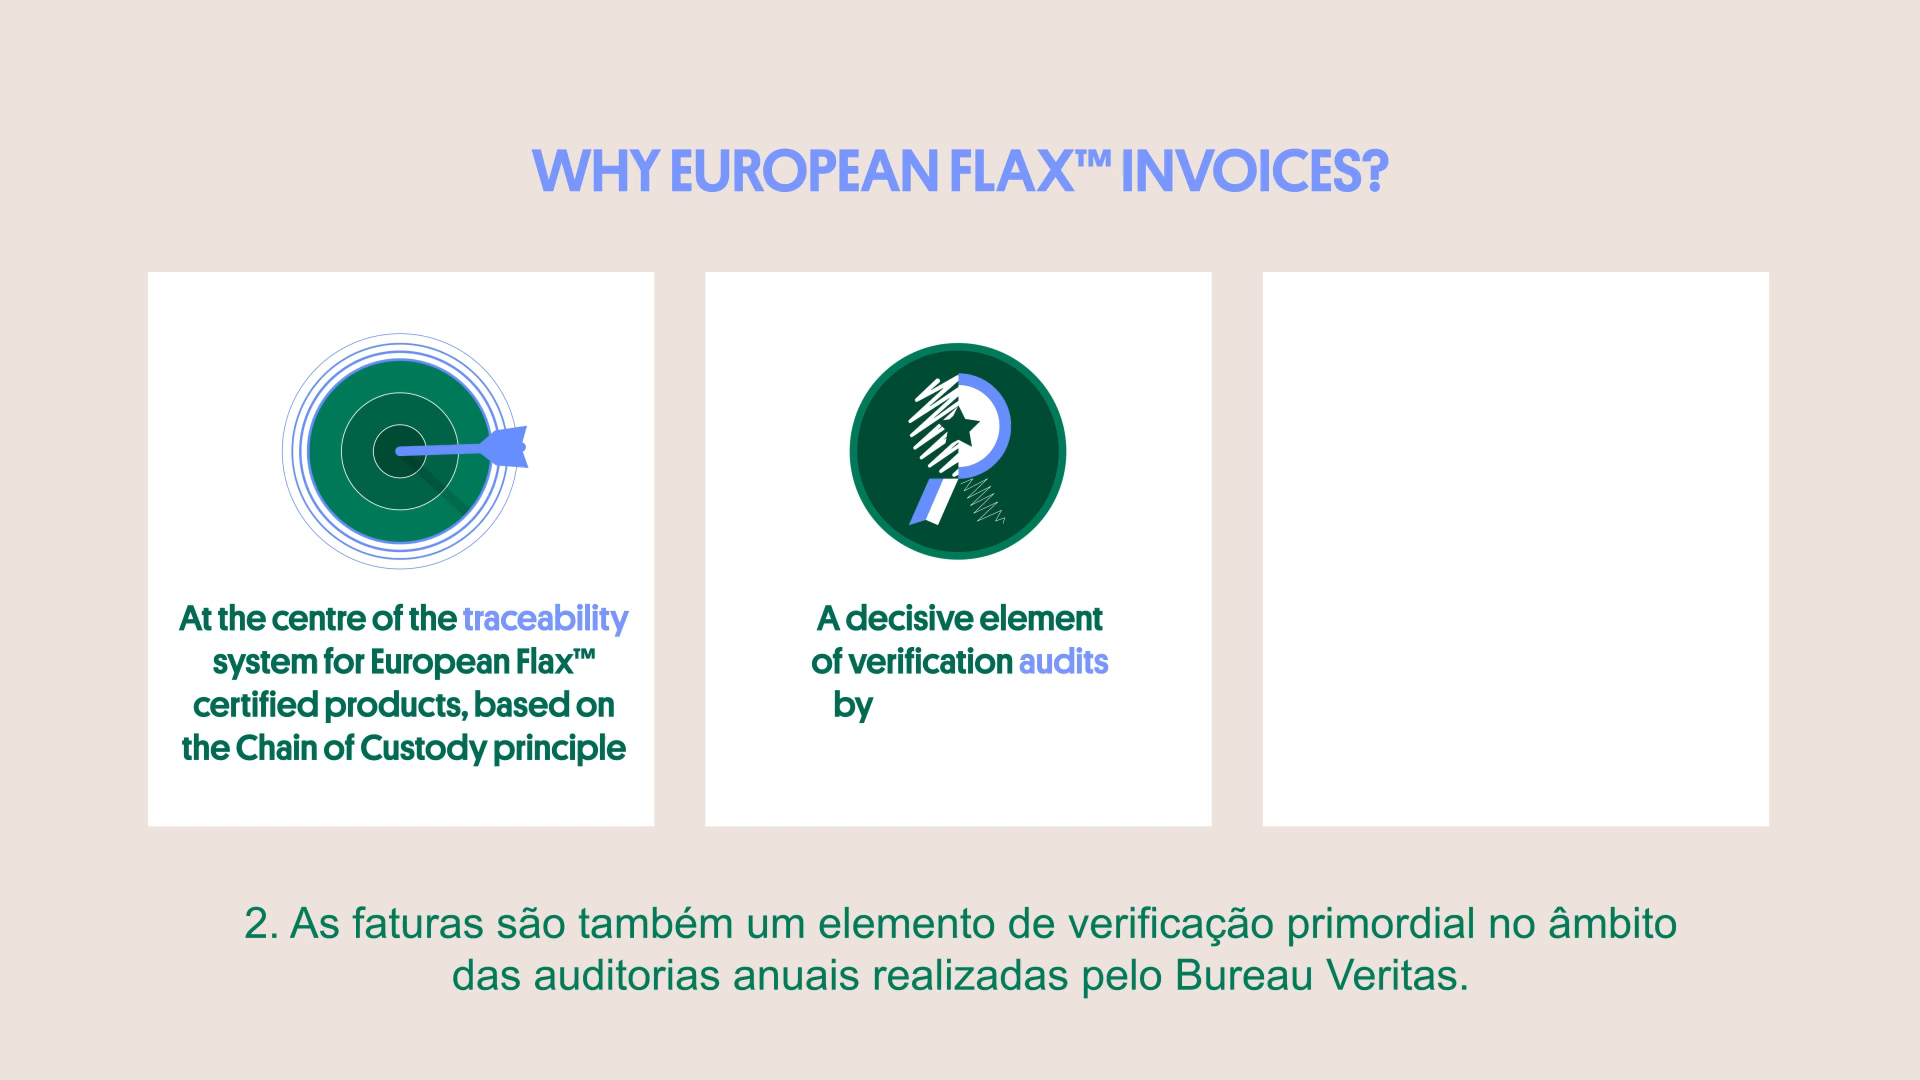 WHY EUROPEAN FLAX™ INVOICES?
At the centre of the traceability
system for European Flax™
certified products, based on
the Chain of Custody principle
A decisive element
of verification audits
by
2. As faturas são também um elemento de verificação primordial no âmbito
das auditorias anuais realizadas pelo Bureau Veritas.